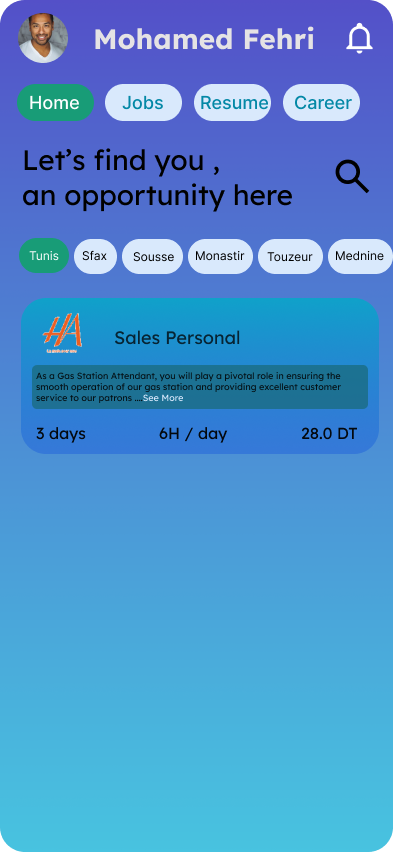 Mohamed Fehri
Home Jobs Resume Career
Let’s find you ,
an opportunity here
Tunis Sfax Sousse Monastir Touzeur Mednine
HA
Sales Personal
As a Gas Station Attendant, you will play a pivotal role in ensuring the
smooth operation of our gas station and providing excellent customer
service to our patrons ... See More
3 days 6H / day 28.0 DT